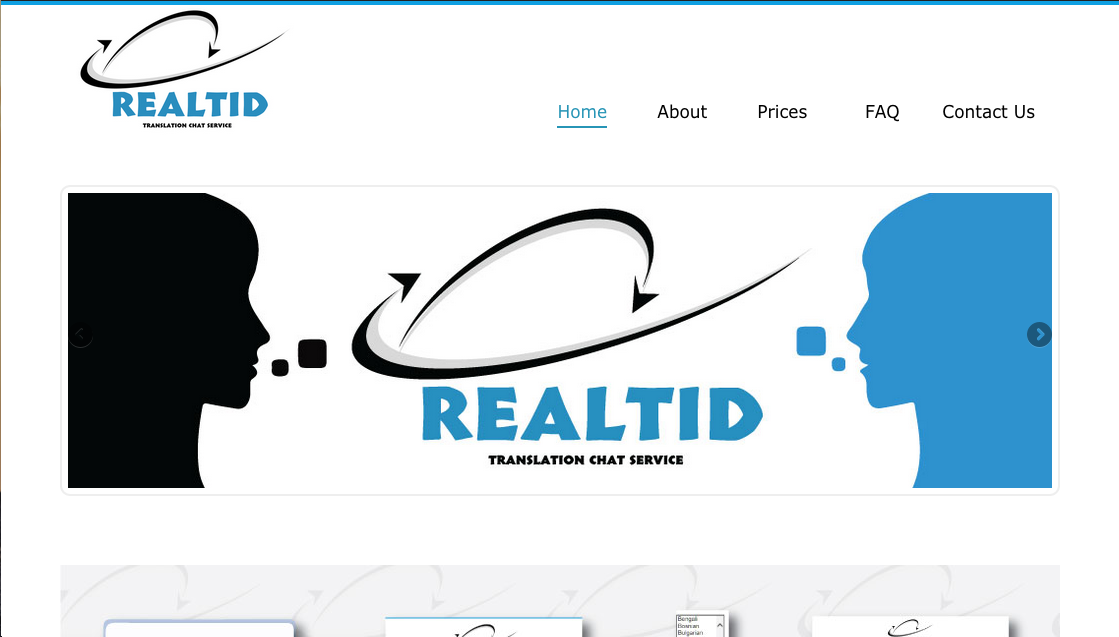 REALTID
TRANSLATION CHAT SERVICE
Home About Prices FAQ Contact Us
REALTID
TRANSLATION CHAT SERVICE
Bengali
Bosnian
Bulgarian